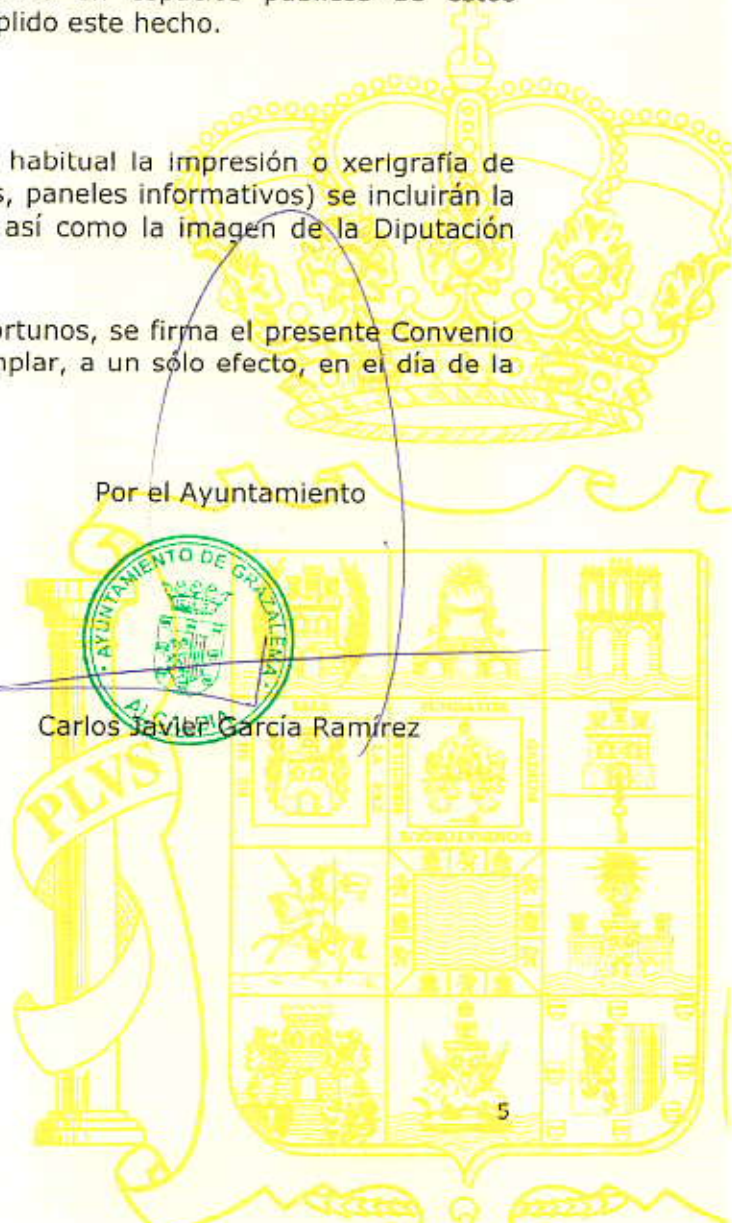 plido este hecho.
habitual la impresión o xerigrafía de
s, paneles informativos) se incluirán la
así como la imagen de la Diputación
ortunos, se firma el presente Convenio
nplar, a un sólo efecto, en el día de la
Por el Ayuntamiento
AYUNTAMIENTO DE GRAZALEMA
ALCALDIA
Carlos Javier García Ramírez
PLVS
5